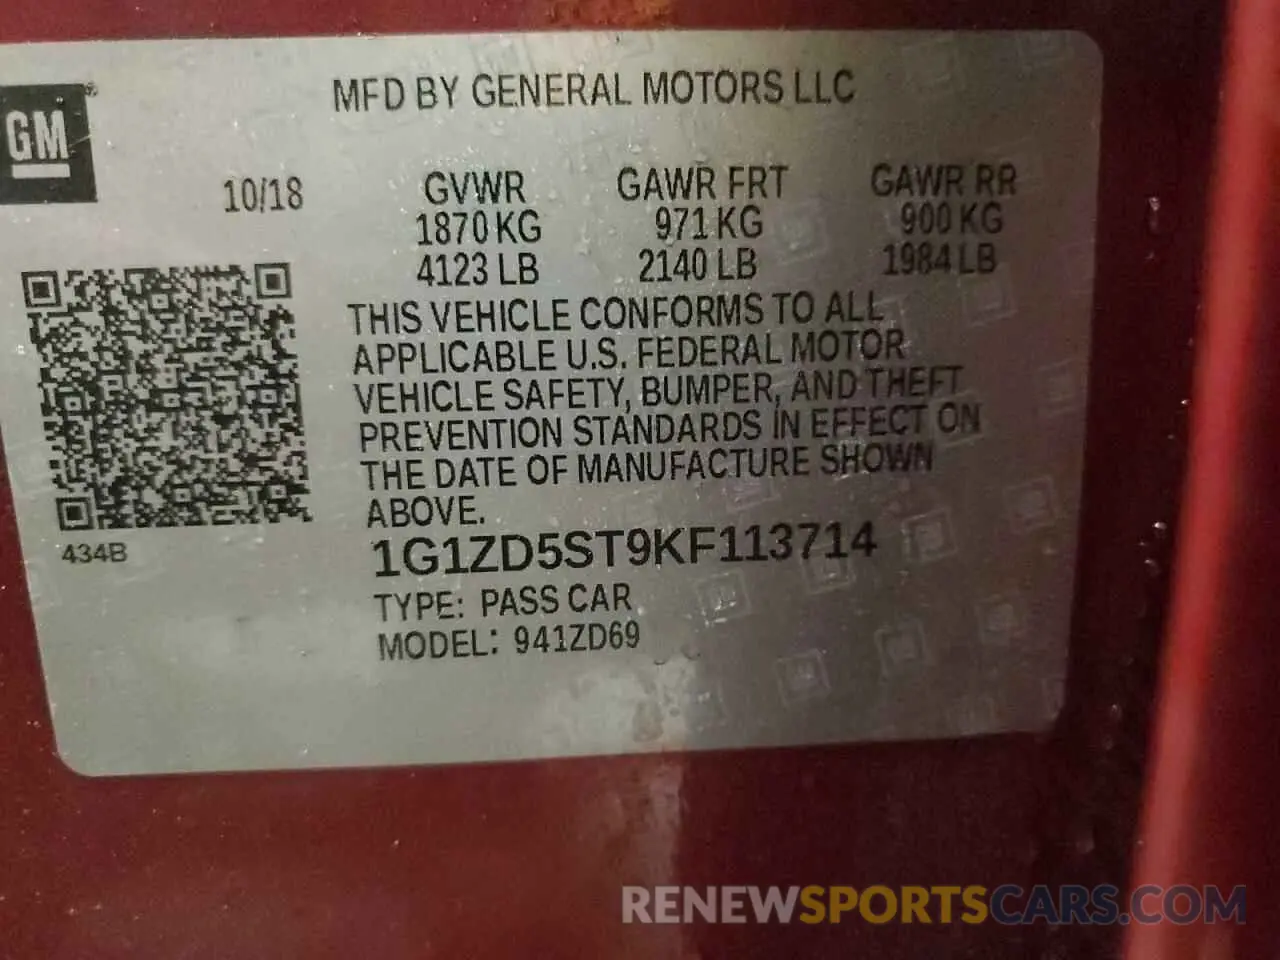 MFD BY GENERAL MOTORS LLC
GM®
10/18 GVWR GAWR FRT GAWR RR
1870 KG 971 KG 900 KG
4123 LB 2140 LB 1984 LB
THIS VEHICLE CONFORMS TO ALL
APPLICABLE U.S. FEDERAL MOTOR
VEHICLE SAFETY, BUMPER, AND THEFT
PREVENTION STANDARDS IN EFFECT ON
THE DATE OF MANUFACTURE SHOWN
ABOVE.
434B
1G1ZD5ST9KF113714
TYPE: PASS CAR
MODEL: 941ZD69
RENEWSPORTSCARS.COM